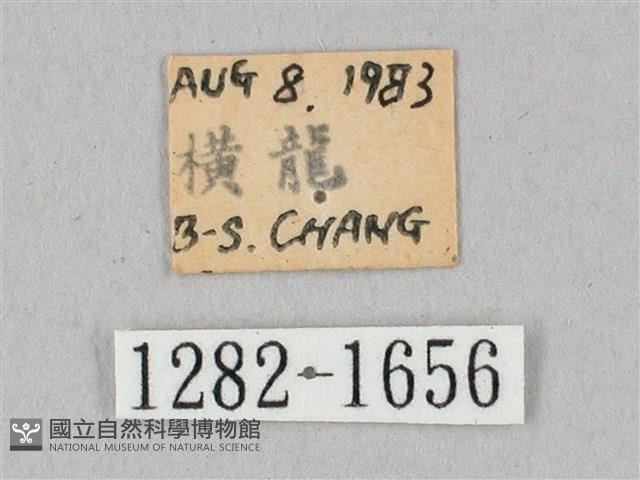 AUG 8. 1983
橫龍
B-S. CHANG
1282-1656
國立自然科學博物館
NATIONAL MUSEUM OF NATURAL SCIENCE